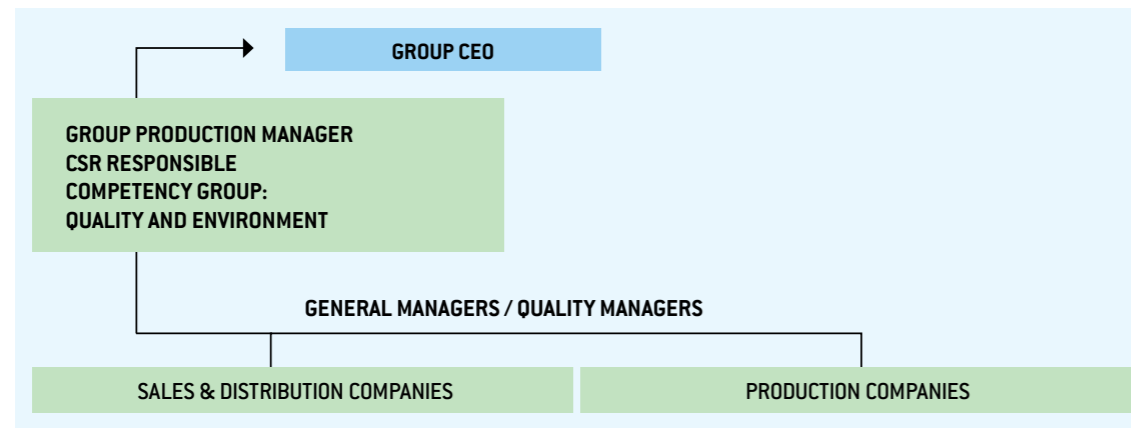 GROUP CEO
GROUP PRODUCTION MANAGER
CSR RESPONSIBLE
COMPETENCY GROUP:
QUALITY AND ENVIRONMENT
GENERAL MANAGERS / QUALITY MANAGERS
SALES & DISTRIBUTION COMPANIES
PRODUCTION COMPANIES